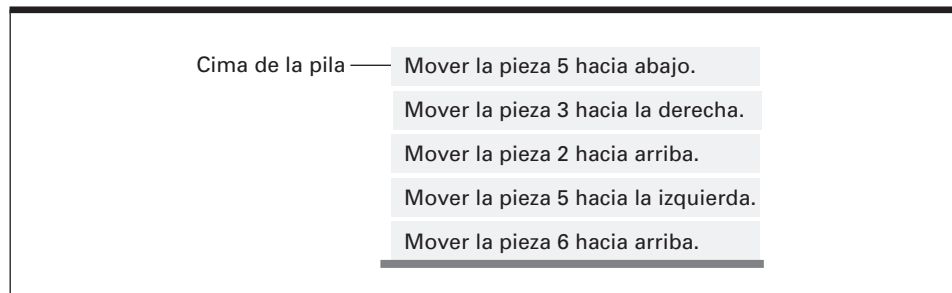 Cima de la pila
Mover la pieza 5 hacia abajo.
Mover la pieza 3 hacia la derecha.
Mover la pieza 2 hacia arriba.
Mover la pieza 5 hacia la izquierda.
Mover la pieza 6 hacia arriba.